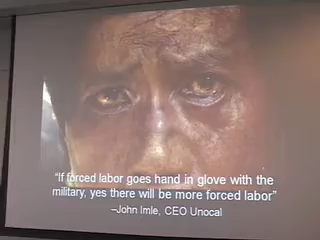 “If forced labor goes hand in glove with the
military, yes there will be more forced labor”
–John Imle, CEO Unocal